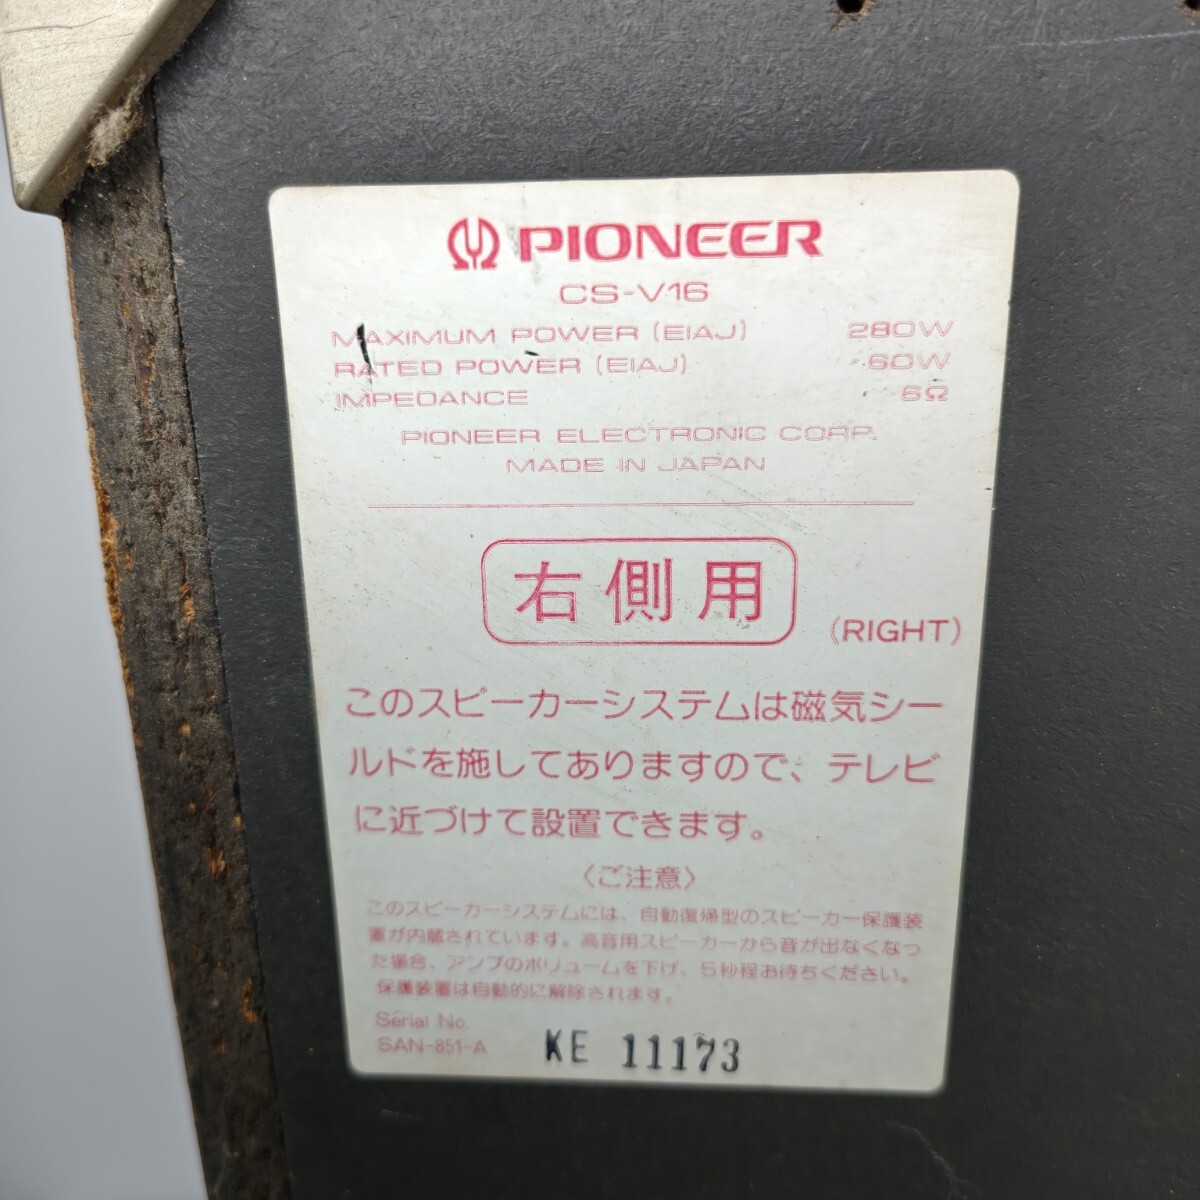 PIONEER
CS-V16
MAXIMUM POWER (EIAJ) 280W
RATED POWER (EIAJ) 60W
IMPEDANCE 6Ω
PIONEER ELECTRONIC CORP.
MADE IN JAPAN
右側用
(RIGHT)
このスピーカーシステムは磁気シー
ルドを施してありますので、テレビ
に近づけて設置できます。
〈ご注意〉
このスピーカーシステムには、自動復帰型のスピーカー保護装
置が内蔵されています。高音用スピーカーから音が出なくなっ
た場合、アンプのボリュームを下げ、5秒程お待ちください。
保護装置は自動的に解除されます。
Serial No.
SAN-851-A KE 11173